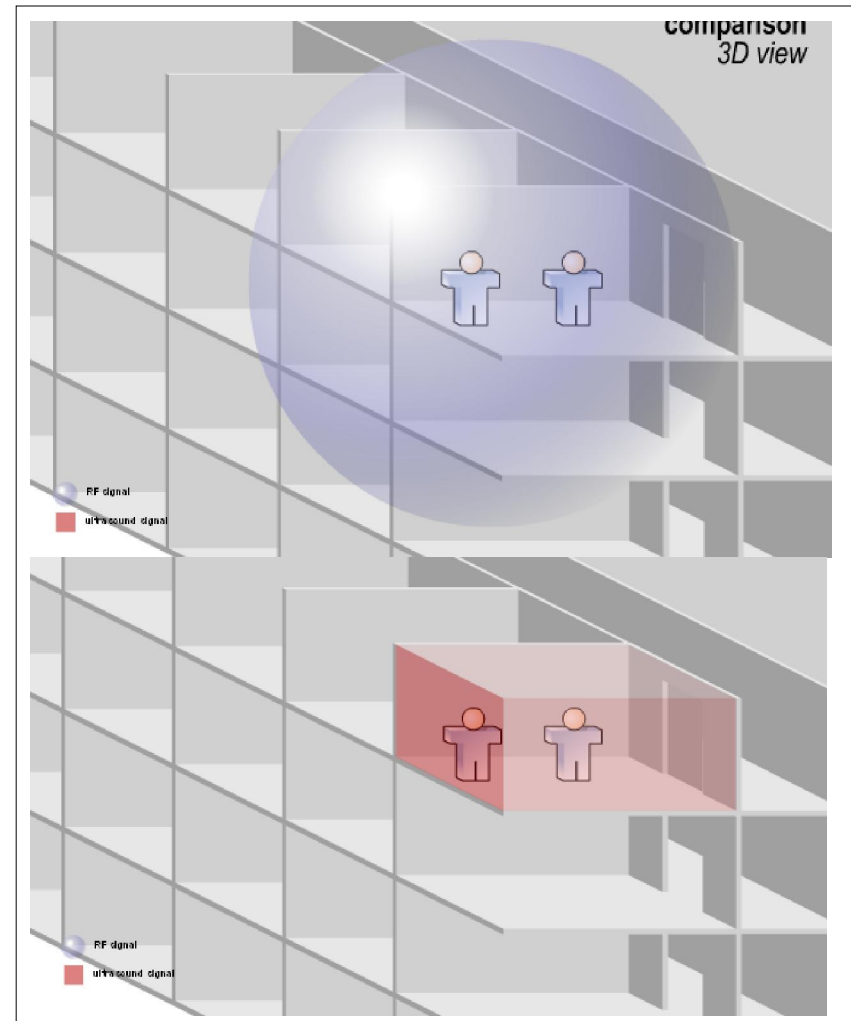 comparison
3D view
RF signal
ultrasound signal
RF signal
ultrasound signal